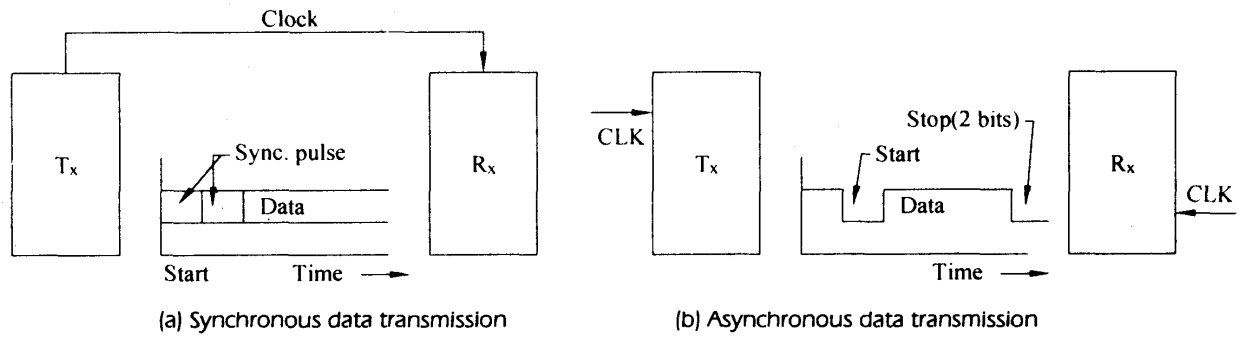 Clock
Tx
Sync. pulse
Data
Start
Time
Rx
(a) Synchronous data transmission
CLK
Tx
Start
Stop(2 bits)
Data
Time
Rx
CLK
(b) Asynchronous data transmission